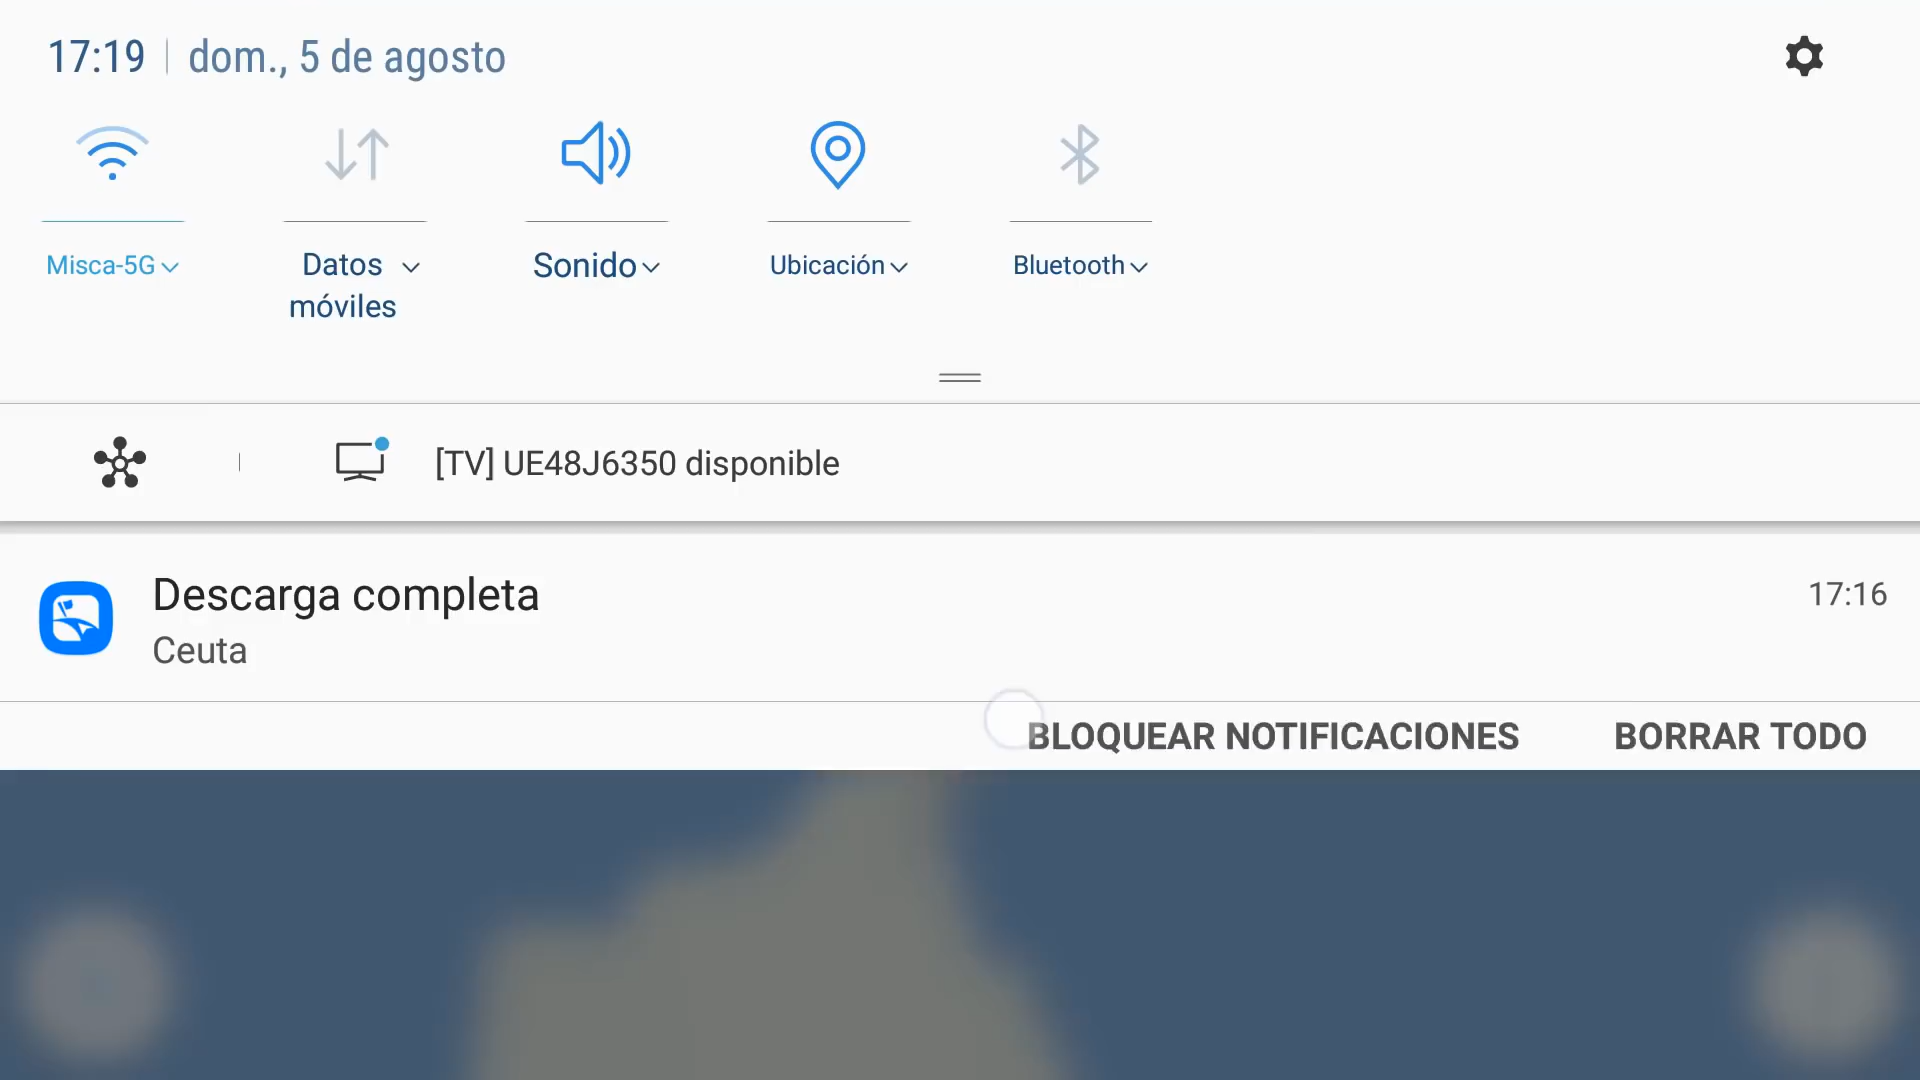 17:19 dom., 5 de agosto
Misca-5G
Datos
móviles
Sonido
Ubicación
Bluetooth
[TV] UE48J6350 disponible
Descarga completa
17:16
Ceuta
BLOQUEAR NOTIFICACIONES BORRAR TODO